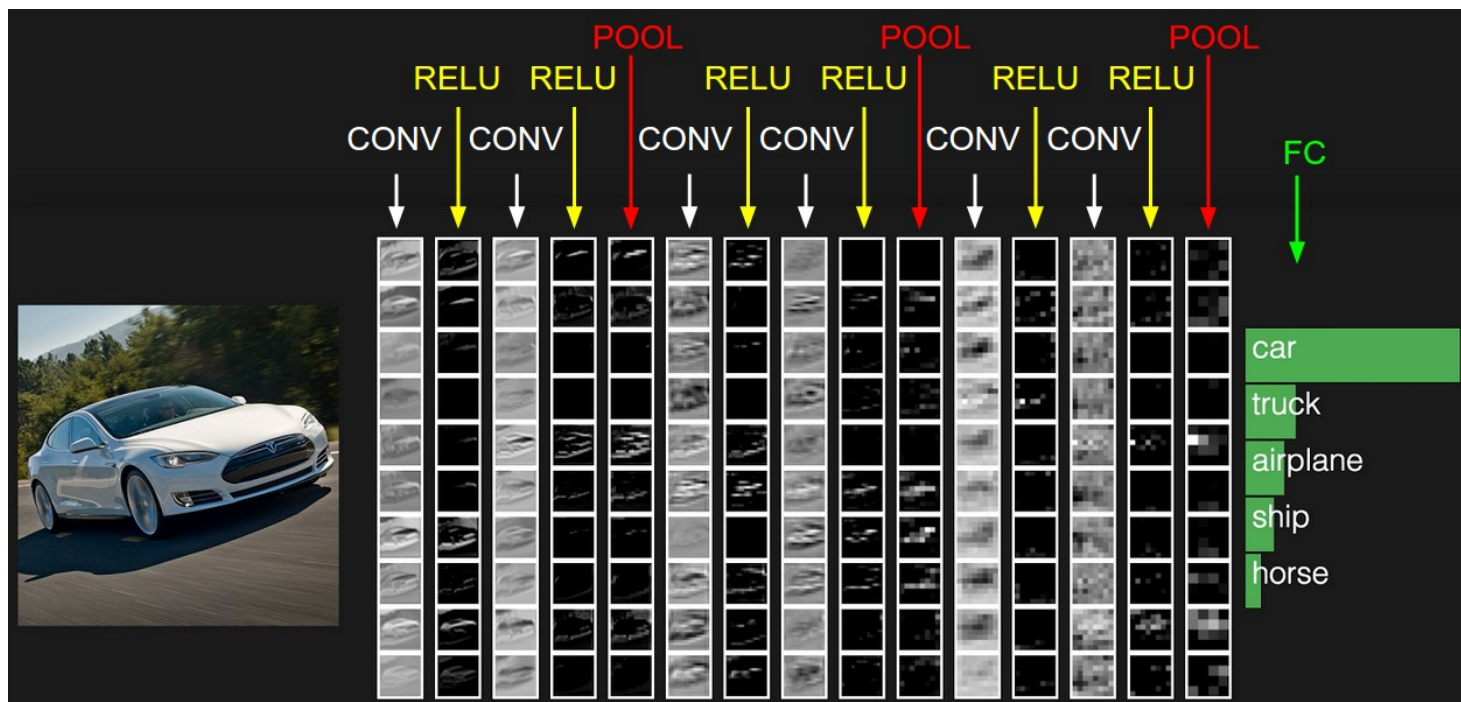 POOL POOL POOL
RELU RELU RELU RELU RELU RELU
CONV CONV CONV CONV CONV CONV
FC
car
truck
airplane
ship
horse